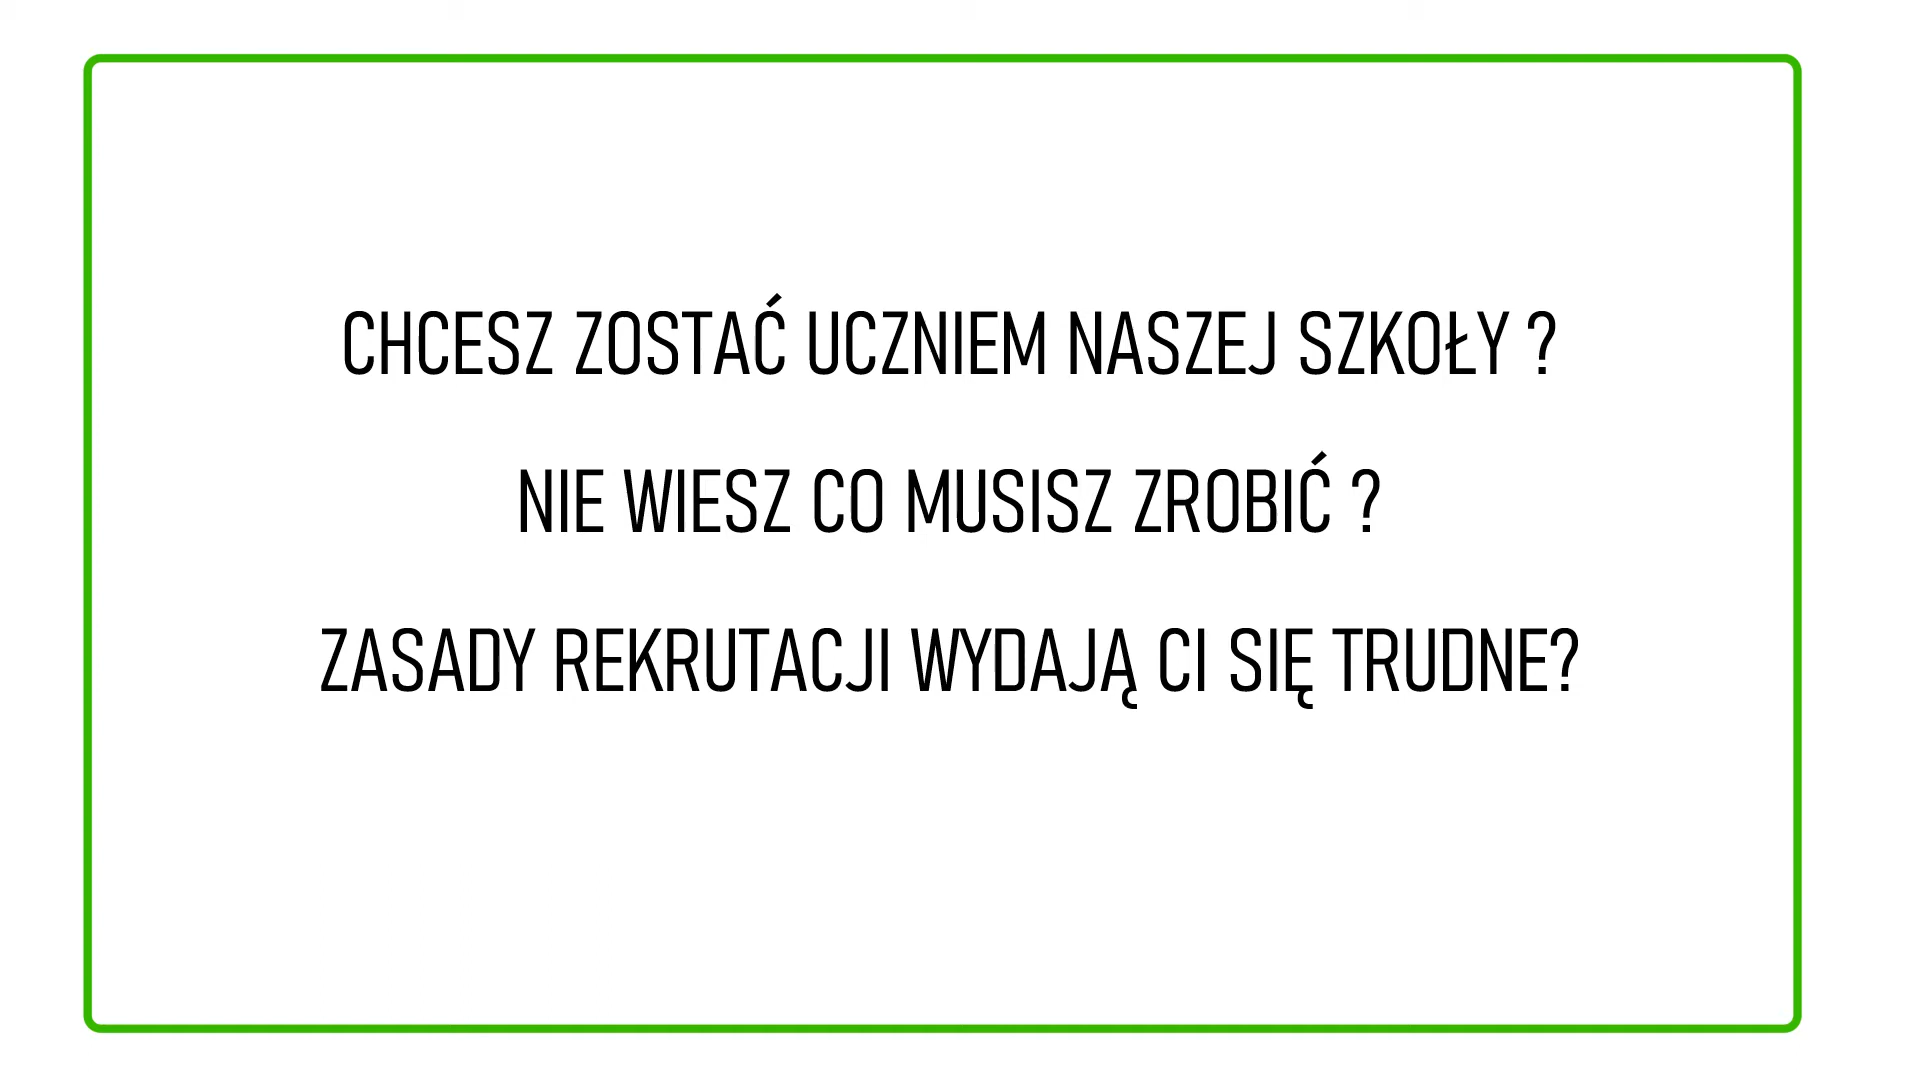 CHCESZ ZOSTAĆ UCZNIEM NASZEJ SZKOŁY ?
NIE WIESZ CO MUSISZ ZROBIĆ ?
ZASADY REKRUTACJI WYDAJĄ CI SIĘ TRUDNE?